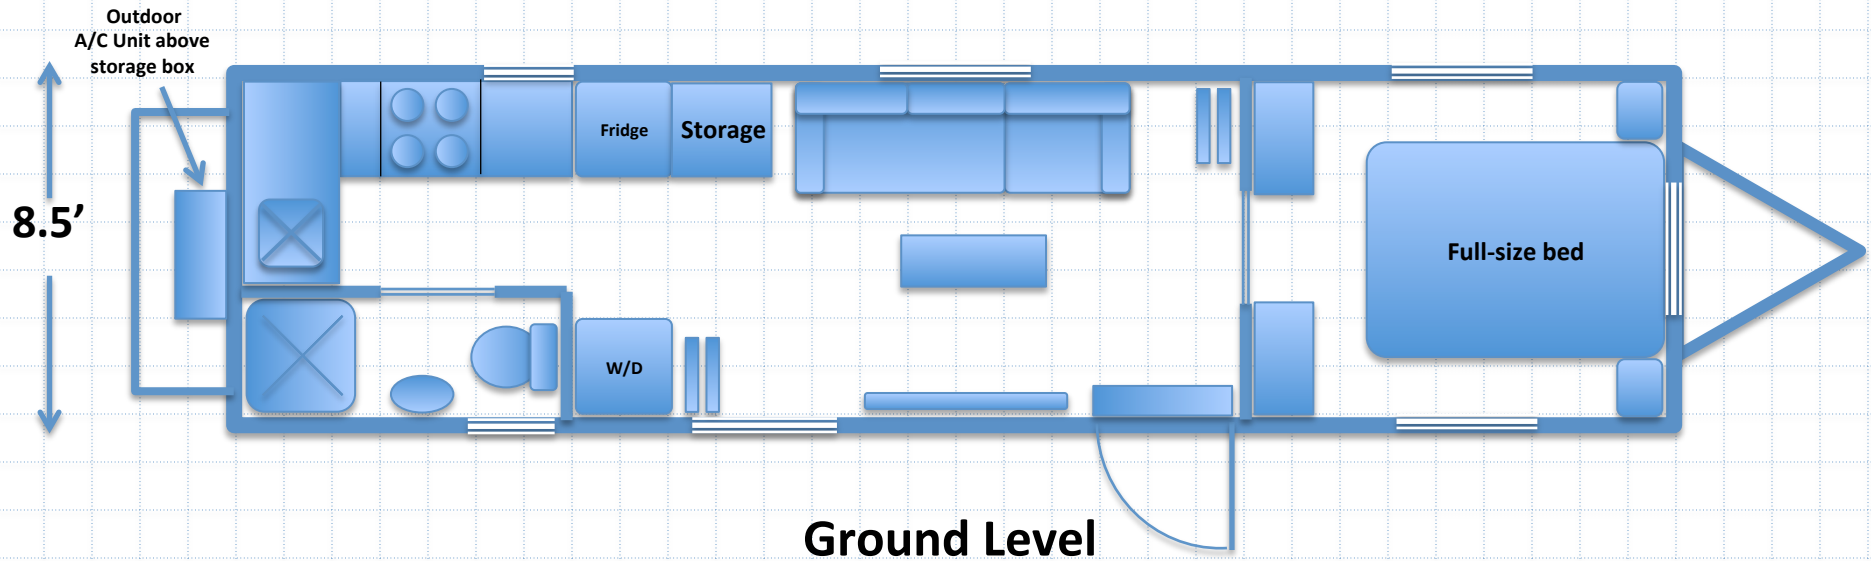 Outdoor
A/C Unit above
storage box
8.5’
Fridge
Storage
Full-size bed
W/D
Ground Level